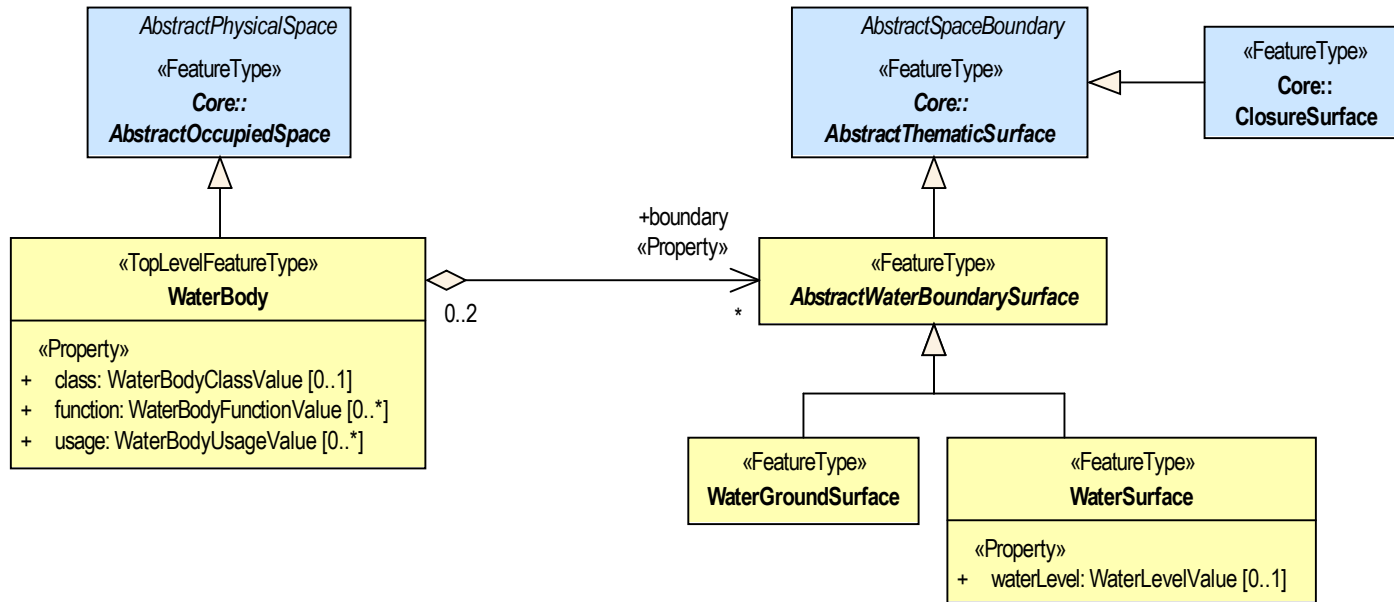 AbstractPhysicalSpace
«FeatureType»
Core::
AbstractOccupiedSpace
AbstractSpaceBoundary
«FeatureType»
Core::
AbstractThematicSurface
«FeatureType»
Core::
ClosureSurface
«TopLevelFeatureType»
WaterBody
«Property»
+ class: WaterBodyClassValue [0..1]
+ function: WaterBodyFunctionValue [0..*]
+ usage: WaterBodyUsageValue [0..*]
+boundary
«Property»
0..2
*
«FeatureType»
AbstractWaterBoundarySurface
«FeatureType»
WaterGroundSurface
«FeatureType»
WaterSurface
«Property»
+ waterLevel: WaterLevelValue [0..1]